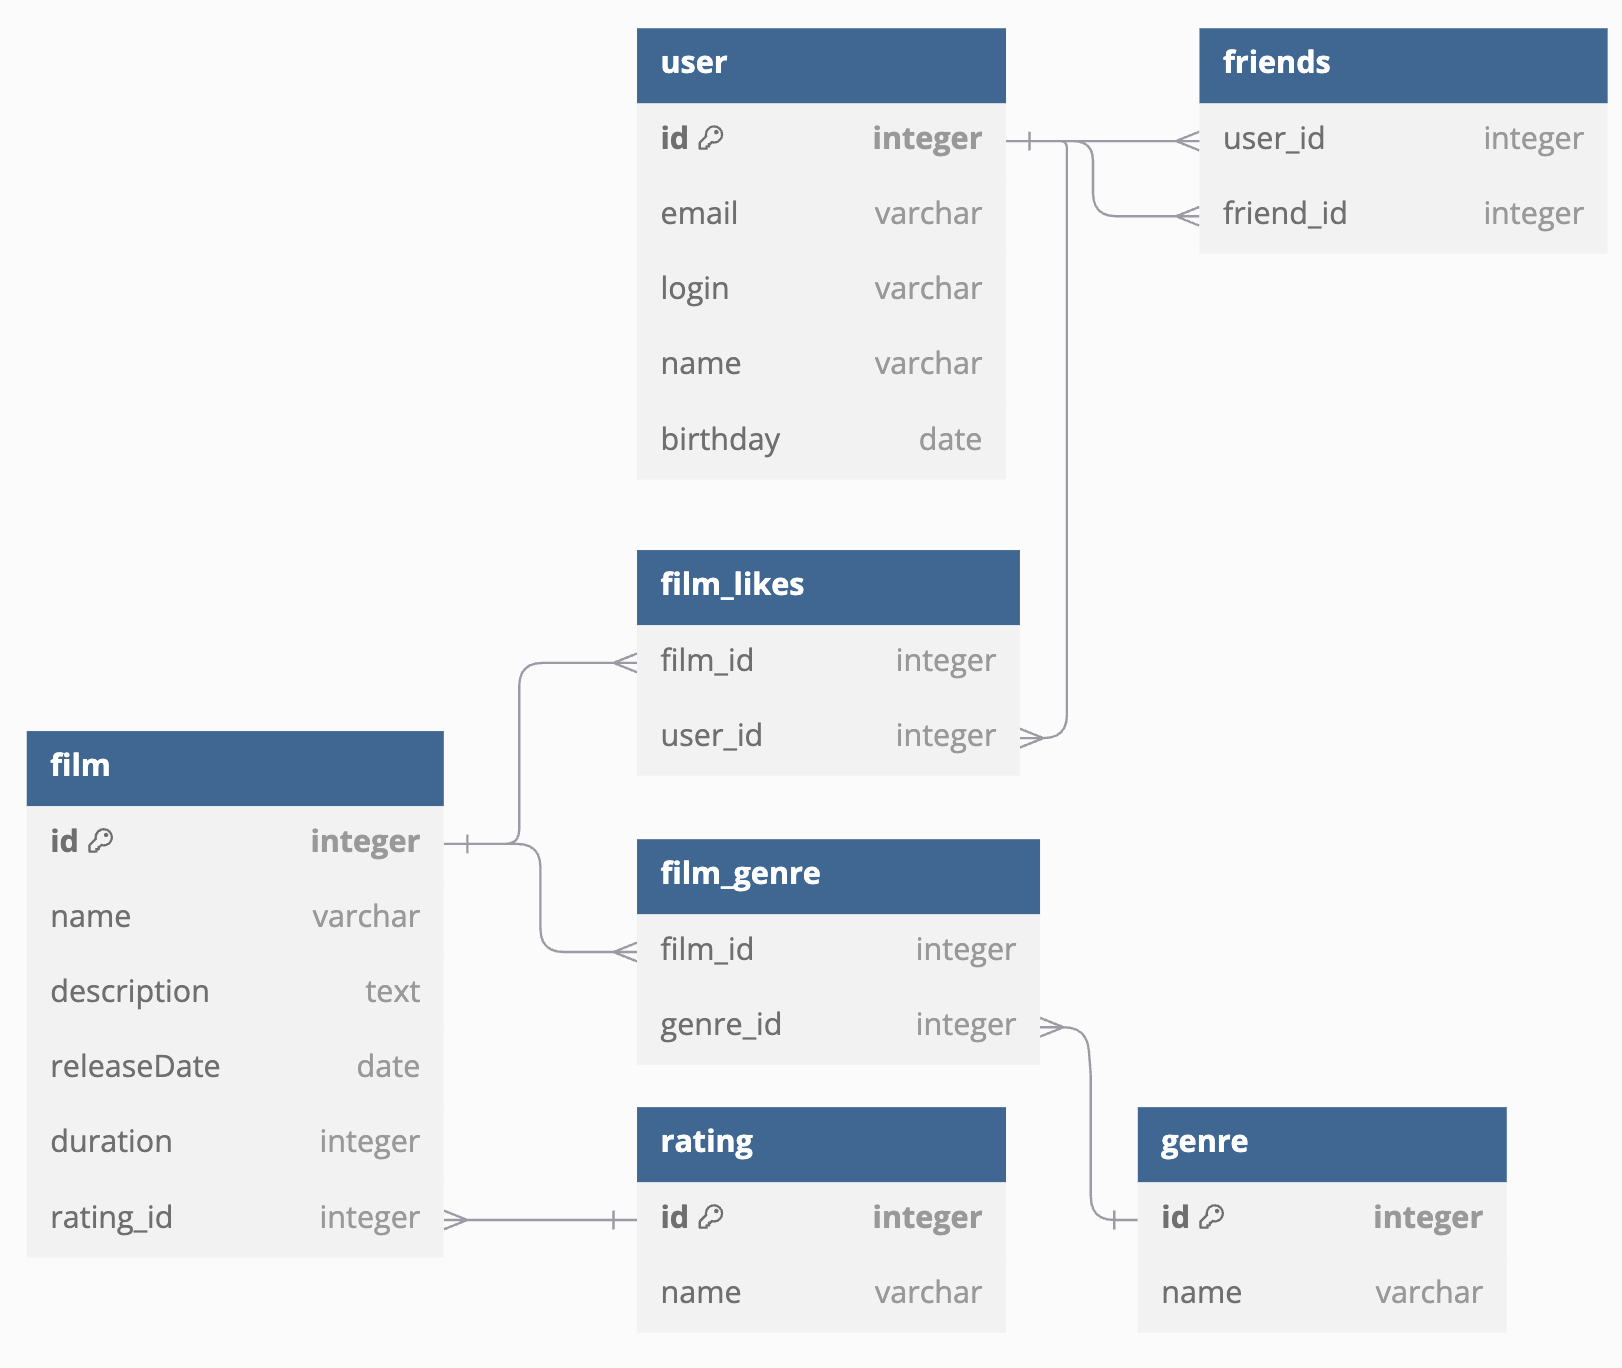 user
id integer
email varchar
login varchar
name varchar
birthday date
friends
user_id integer
friend_id integer
film_likes
film_id integer
user_id integer
film
id integer
name varchar
description text
releaseDate date
duration integer
rating_id integer
film_genre
film_id integer
genre_id integer
rating
id integer
name varchar
genre
id integer
name varchar